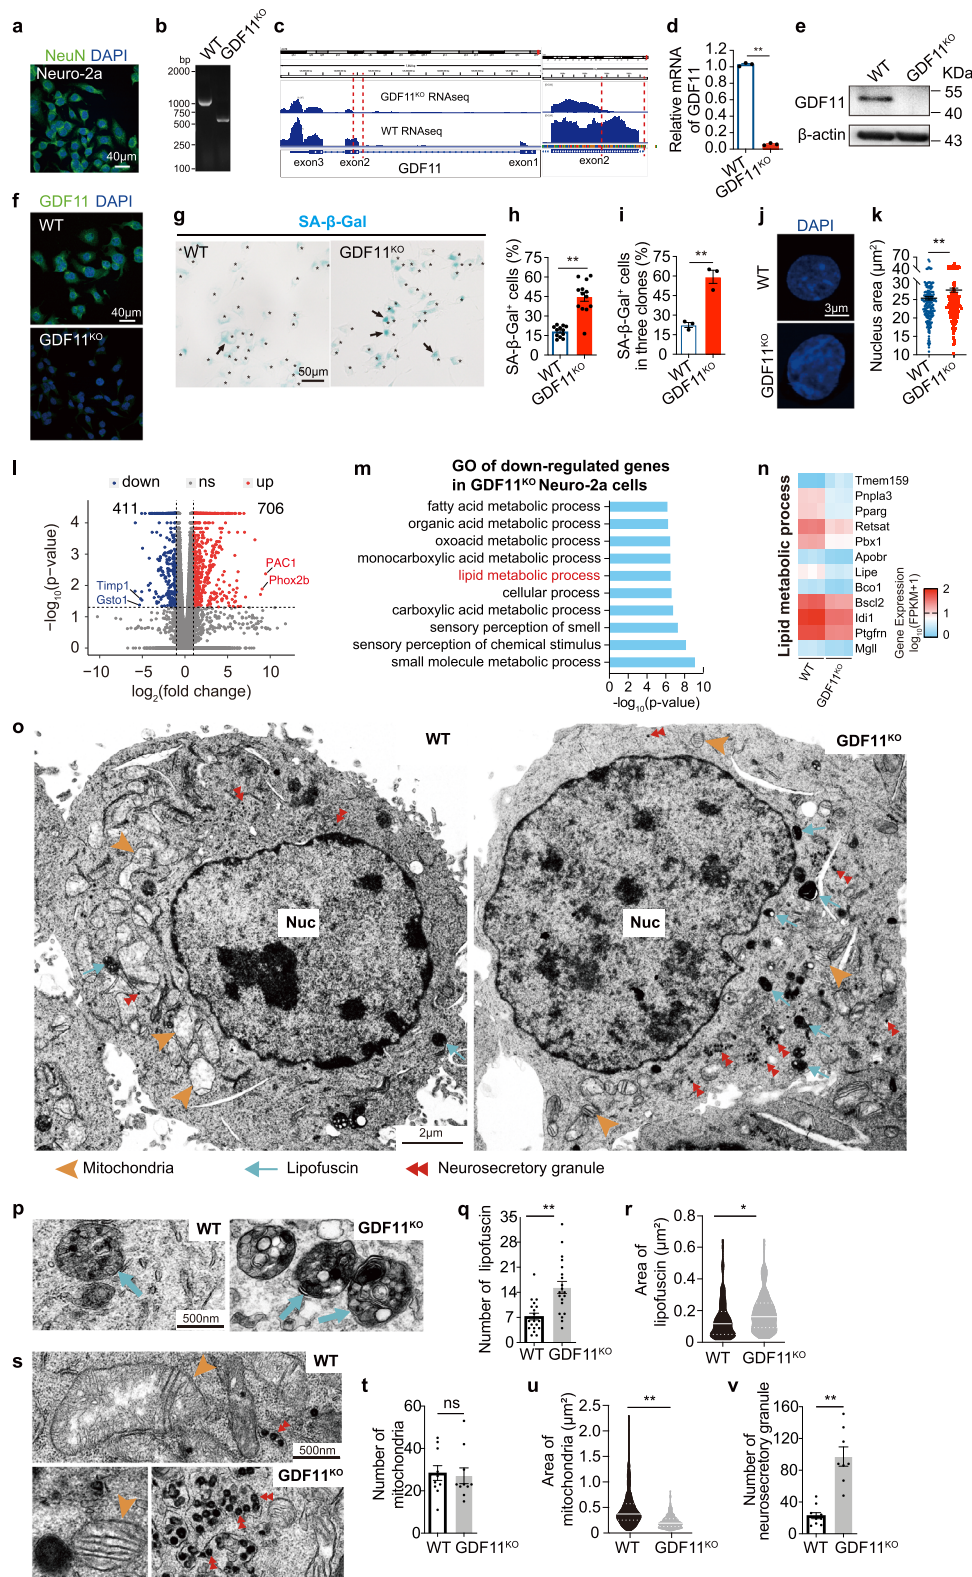 a
NeuN DAPI
Neuro-2a
40μm
b
WT
GDF11KO
bp
2000
1000
750
500
250
100
c
GDF11KO RNAseq
WT RNAseq
exon3
exon2
exon1
GDF11
exon2
d
Relative mRNA
of GDF11
1.2
1.0
0.8
0.6
0.4
0.2
0.0
**
WT
GDF11KO
e
WT
GDF11KO
KDa
GDF11
55
40
β-actin
43
f
GDF11 DAPI
WT
40μm
GDF11KO
g
SA-β-Gal
WT
GDF11KO
50μm
h
SA-β-Gal+ cells (%)
75
60
45
30
15
0
**
WT
GDF11KO
i
SA-β-Gal+ cells
in three clones (%)
80
60
40
20
0
**
WT
GDF11KO
j
DAPI
WT
3μm
GDF11KO
k
Nucleus area (μm²)
70
40
30
25
20
15
10
**
WT
GDF11KO
l
down
ns
up
411
706
−log10(p-value)
4
3
2
1
0
PAC1
Phox2b
Timp1
Gsto1
−10
−5
0
5
10
log2(fold change)
m
GO of down-regulated genes
in GDF11KO Neuro-2a cells
fatty acid metabolic process
organic acid metabolic process
oxoacid metabolic process
monocarboxylic acid metabolic process
lipid metabolic process
cellular process
carboxylic acid metabolic process
sensory perception of smell
sensory perception of chemical stimulus
small molecule metabolic process
0 2 4 6 8 10
-log10(p-value)
n
Lipid metabolic process
Tmem159
Pnpla3
Pparg
Retsat
Pbx1
Apobr
Lipe
Bco1
Bscl2
Idi1
Ptgfrn
Mgll
WT
GDF11KO
Gene Expression
log10(FPKM+1)
2
1
0
o
WT
GDF11KO
Nuc
Nuc
2μm
Mitochondria
Lipofuscin
Neurosecretory granule
p
WT
GDF11KO
500nm
q
Number of lipofuscin
35
28
21
14
7
0
**
WT GDF11KO
r
Area of
lipofuscin (μm²)
0.8
0.6
0.4
0.2
0
*
WT
GDF11KO
s
WT
500nm
GDF11KO
t
Number of
mitochondria
60
40
20
0
ns
WT GDF11KO
u
Area of
mitochondria (μm²)
2.5
2.0
1.5
1.0
0.5
0
**
WT
GDF11KO
v
Number of
neurosecretory granule
160
120
80
40
0
**
WT GDF11KO